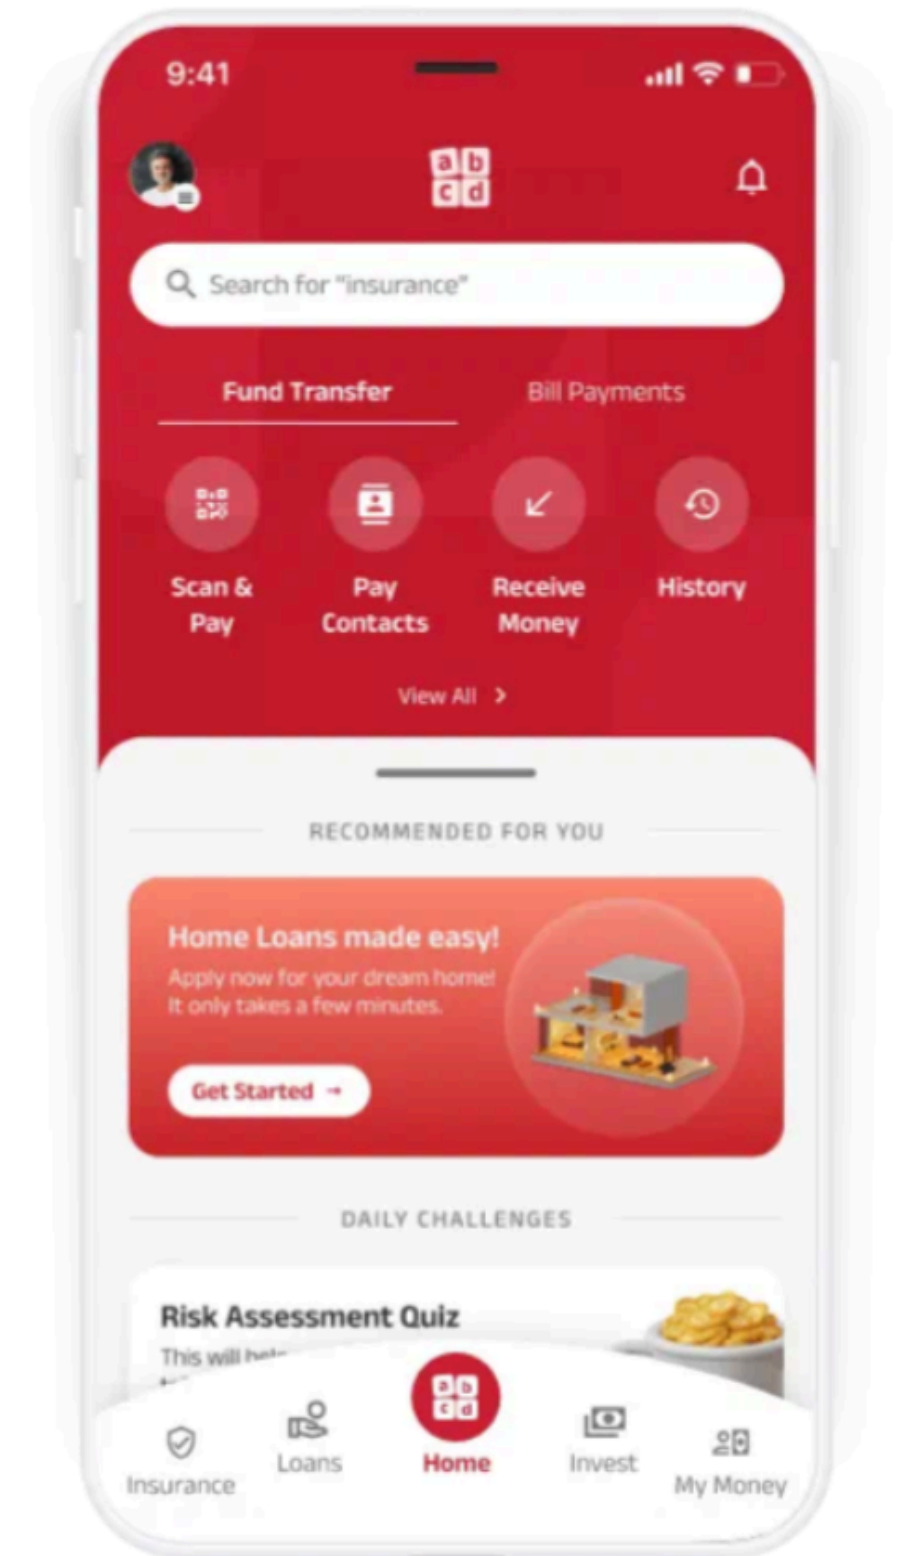 9:41
a b
c d
Search for "insurance"
Fund Transfer
Bill Payments
Scan &
Pay
Pay
Contacts
Receive
Money
History
View All
RECOMMENDED FOR YOU
Home Loans made easy!
Apply now for your dream home!
It only takes a few minutes.
Get Started →
DAILY CHALLENGES
Risk Assessment Quiz
This will
a b
c d
Insurance
Loans
Home
Invest
My Money